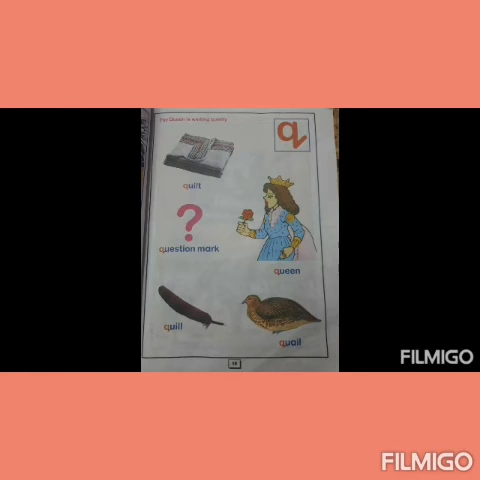 The Queen is waiting quietly
q
quilt
?
question mark
queen
quill
quail
FILMIGO
FILMIGO